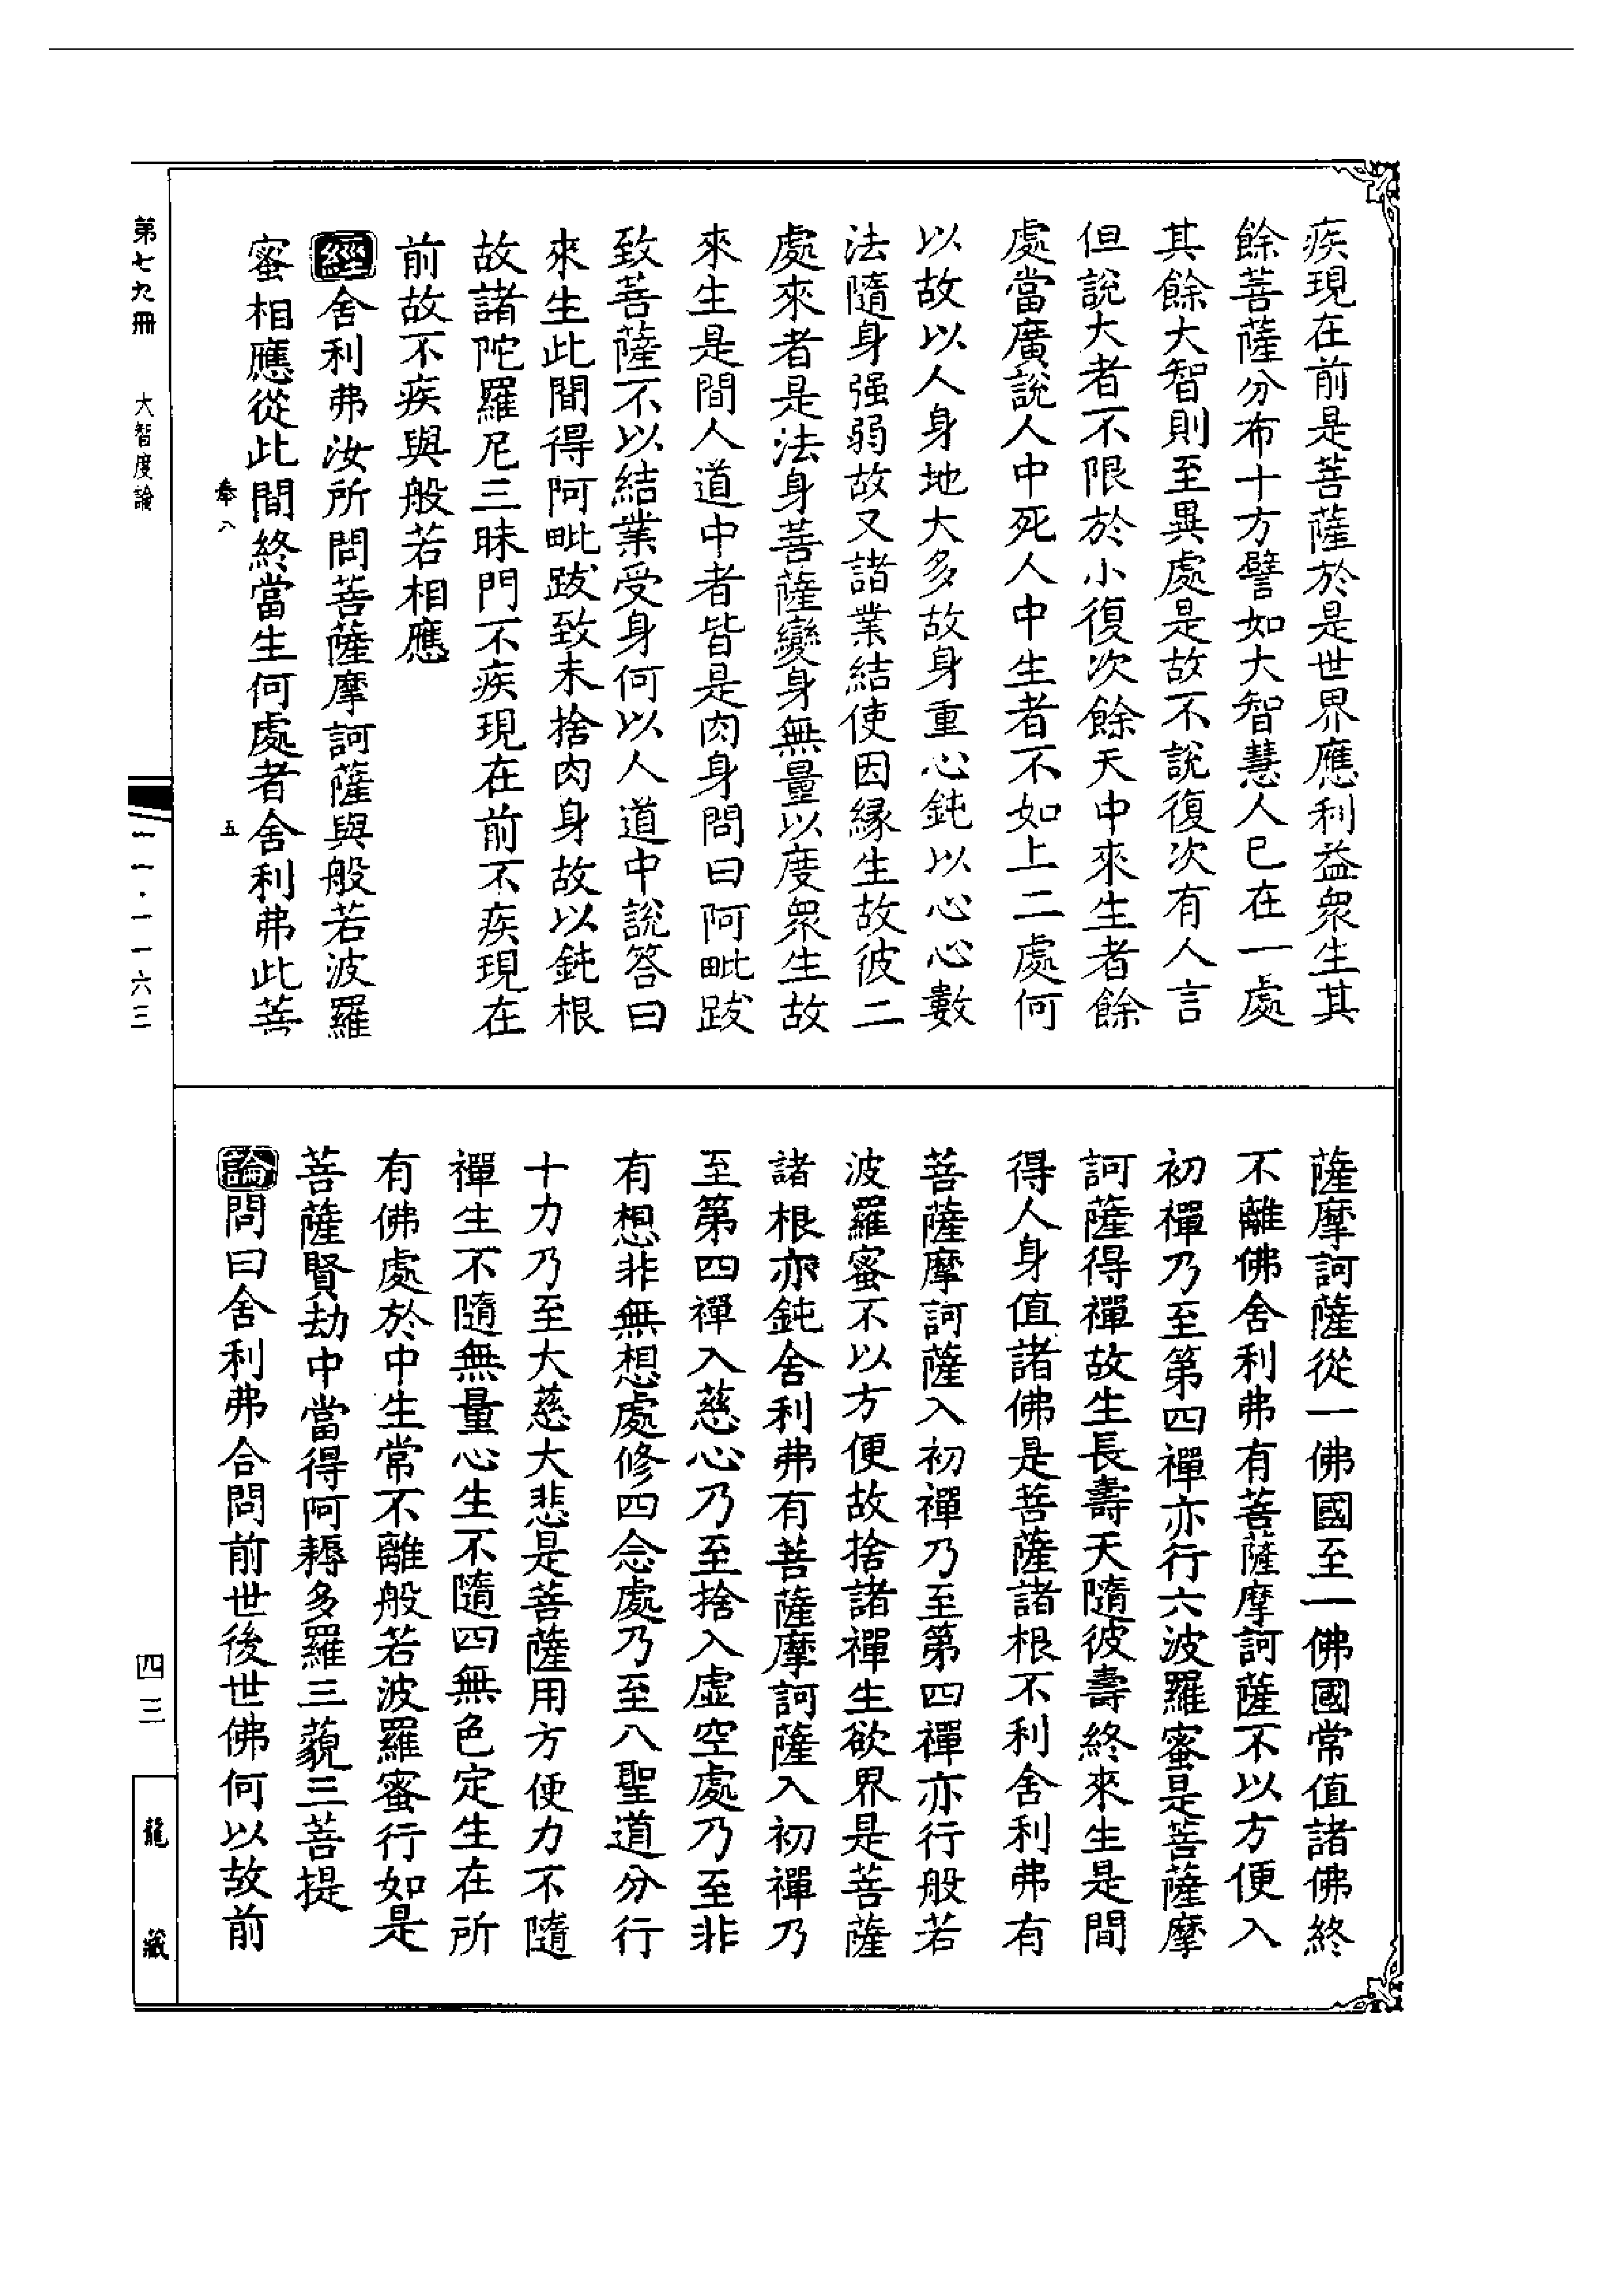 疾現在前是菩薩於是世界應利益衆生其
餘菩薩分布十方譬如大智慧人已在一處
其餘大智則至異處是故不說復次有人言
但說大者不限於小復次餘天中來生者餘
處當廣說人中死人中生者不如上二處何
以故以人身地大多故身重心鈍以心心數
法隨身强弱故又諸業結使因緣生故彼二
處來者是法身菩薩變身無量以度衆生故
來生是間人道中者皆是肉身問曰阿毗跋
致菩薩不以結業受身何以人道中說答曰
來生此間得阿毗跋致未捨肉身故以鈍根
故諸陀羅尼三昧門不疾現在前不疾現在
前故不疾與般若相應
經舍利弗汝所問菩薩摩訶薩與般若波羅
蜜相應從此間終當生何處者舍利弗此菩
薩摩訶薩從一佛國至一佛國常值諸佛終
不離佛舍利弗有菩薩摩訶薩不以方便入
初禪乃至第四禪亦行六波羅蜜是菩薩摩
訶薩得禪故生長壽天隨彼壽終來生是間
得人身值諸佛是菩薩諸根不利舍利弗有
菩薩摩訶薩入初禪乃至第四禪亦行般若
波羅蜜不以方便故捨諸禪生欲界是菩薩
諸根亦鈍舍利弗有菩薩摩訶薩入初禪乃
至第四禪入慈心乃至捨入虛空處乃至非
有想非無想處修四念處乃至八聖道分行
十力乃至大慈大悲是菩薩用方便力不隨
禪生不隨無量心生不隨四無色定生在所
有佛處於中生常不離般若波羅蜜行如是
菩薩賢劫中當得阿耨多羅三藐三菩提
論問曰舍利弗合問前世後世佛何以故前
第七九冊 大智度論
五
一一·一一六三
四三
龍藏